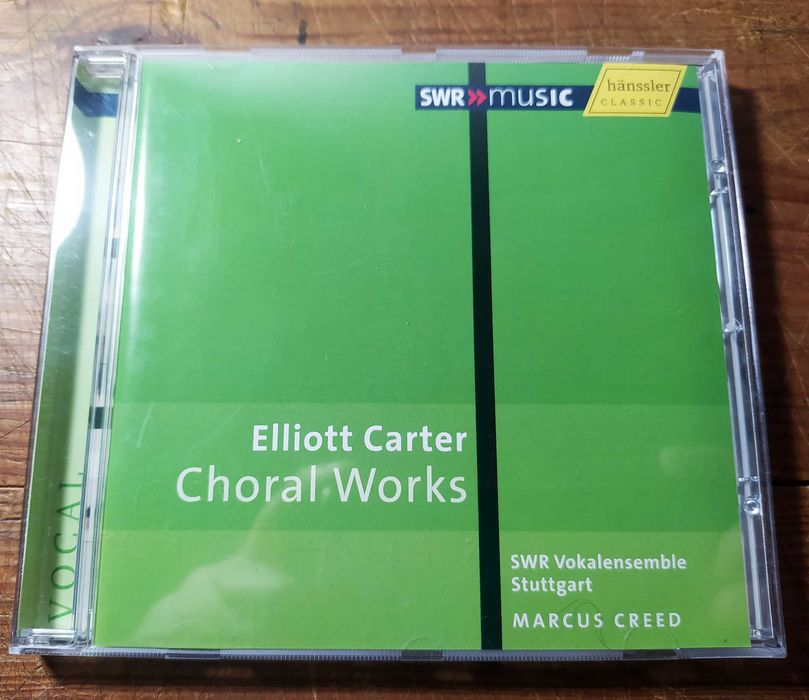 SWR»music
hänssler
CLASSIC
Elliott Carter
Choral Works
SWR Vokalensemble
Stuttgart
MARCUS CREED
VOCAL